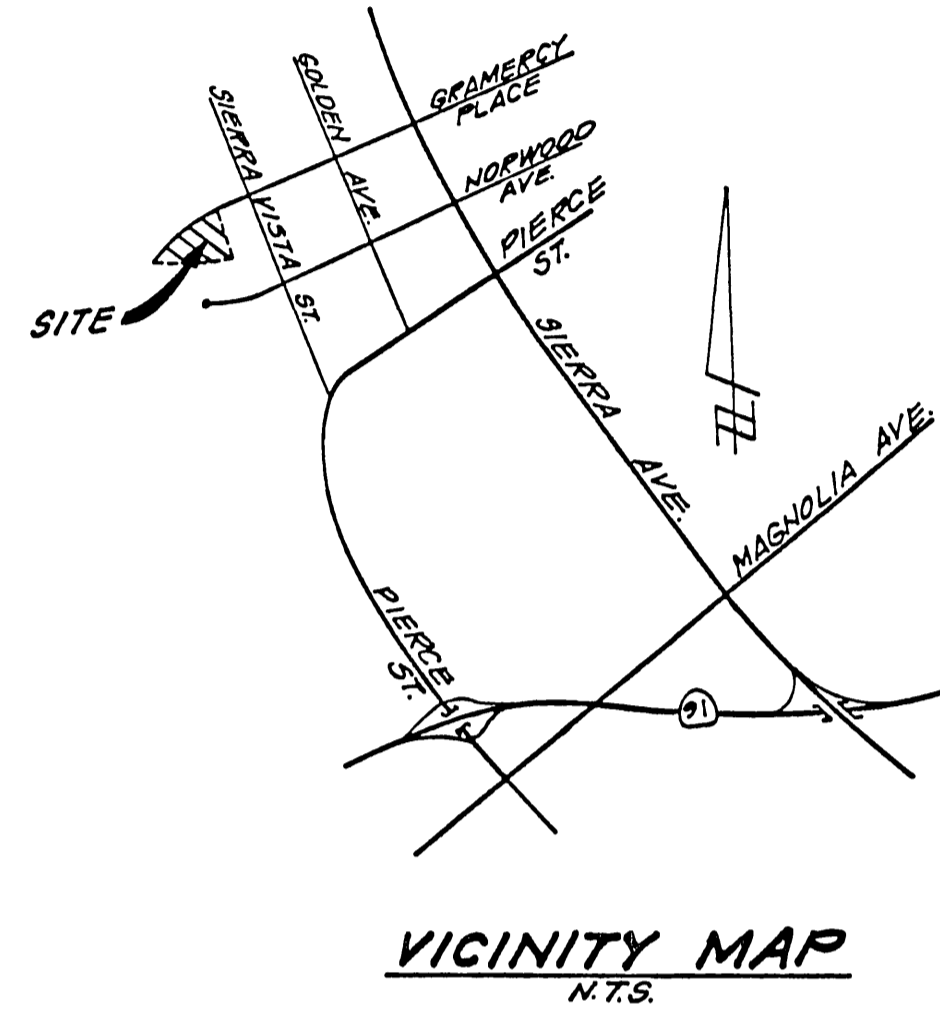 GRAMERCY
PLACE
GOLDEN
AVE.
SIERRA
VISTA
ST.
NORWOOD
AVE.
PIERCE
ST.
SITE
SIERRA
AVE.
MAGNOLIA AVE.
PIERCE
ST.
91
VICINITY MAP
N.T.S.